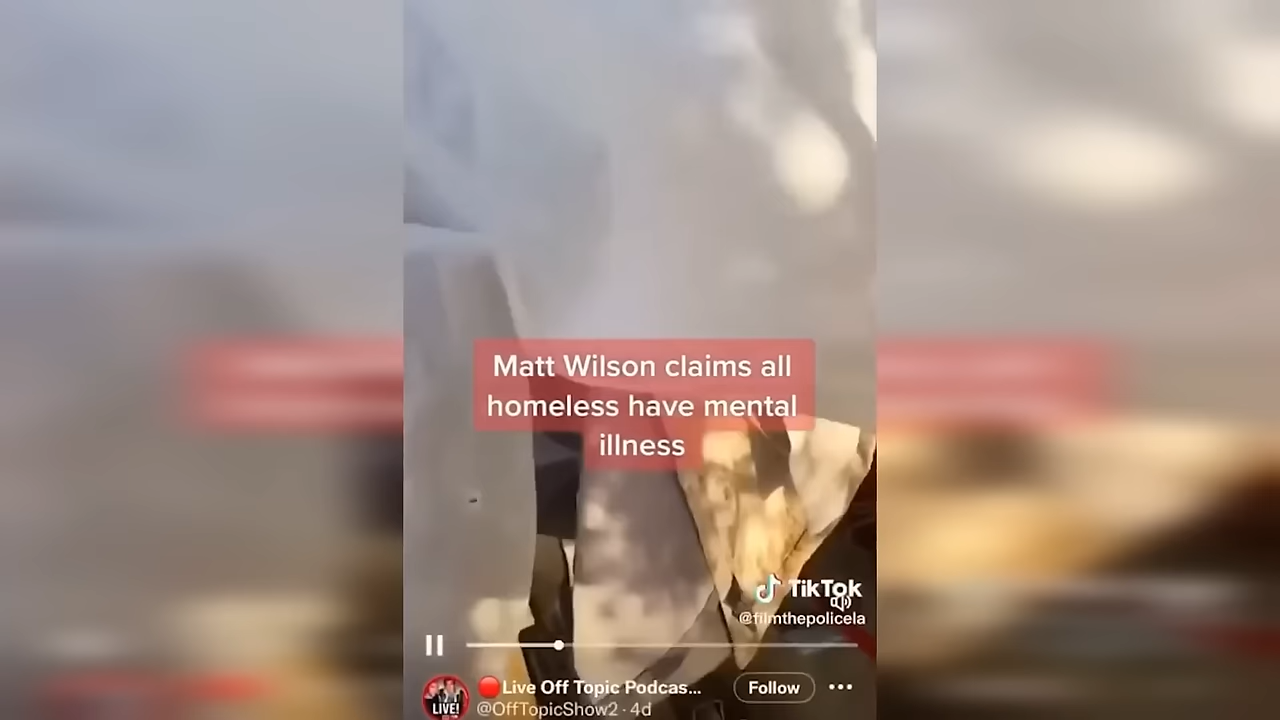 Matt Wilson claims all
homeless have mental
illness
TikTok
@filmthepolicela
🔴Live Off Topic Podcas...
Follow
LIVE!
@OffTopicShow2 · 4d